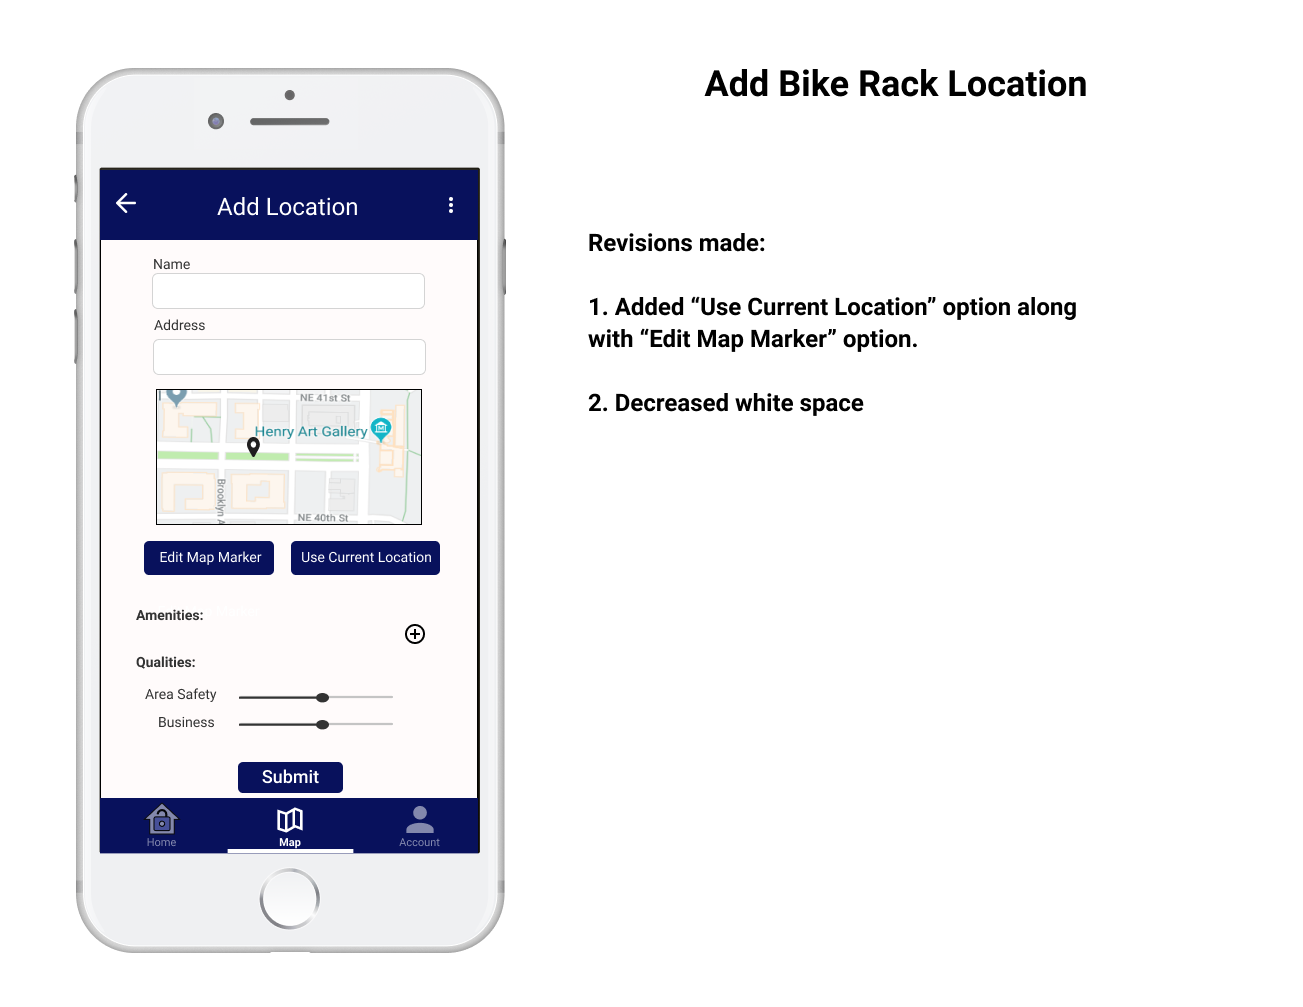 Add Bike Rack Location
Revisions made:
1. Added “Use Current Location” option along
with “Edit Map Marker” option.
2. Decreased white space
Add Location
Name
Address
NE 41st St
Henry Art Gallery
Brooklyn A
NE 40th St
Edit Map Marker
Use Current Location
Amenities:
Qualities:
Area Safety
Business
Submit
Home
Map
Account